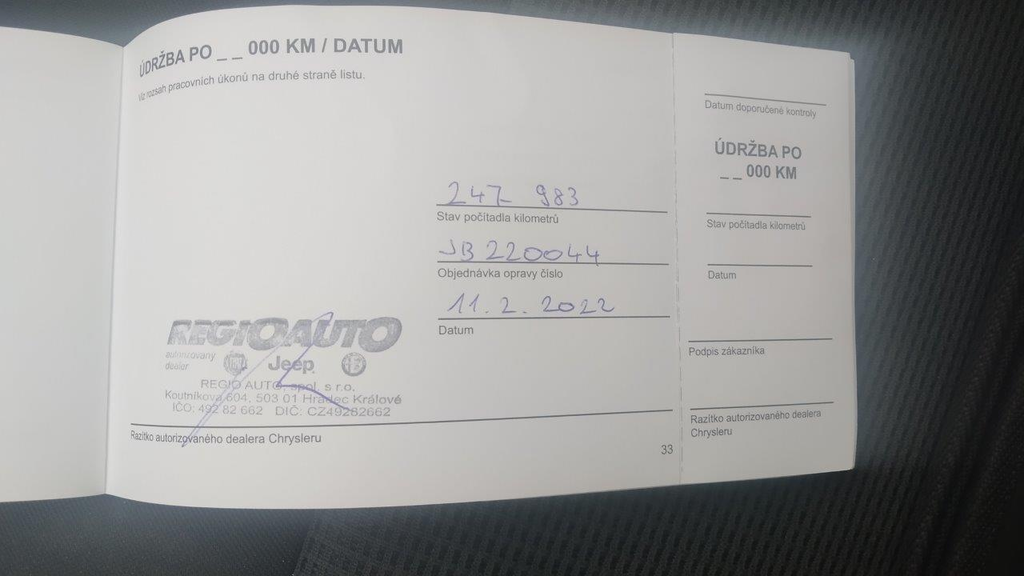 ÚDRŽBA PO _ _ 000 KM / DATUM
Viz rozsah pracovních úkonů na druhé straně listu.
247 983
Stav počítadla kilometrů
JB 220044
Objednávka opravy číslo
11. 2. 2022
Datum
REGIOAUTO
autorizovaný
dealer
Jeep
REGIO AUTO, spol. s r.o.
Koutníkova 604, 503 01 Hradec Králové
IČO: 492 82 662 DIČ: CZ49282662
Razítko autorizovaného dealera Chrysleru
33
Datum doporučené kontroly
ÚDRŽBA PO
_ _ 000 KM
Stav počítadla kilometrů
Datum
Podpis zákazníka
Razítko autorizovaného dealera
Chrysleru